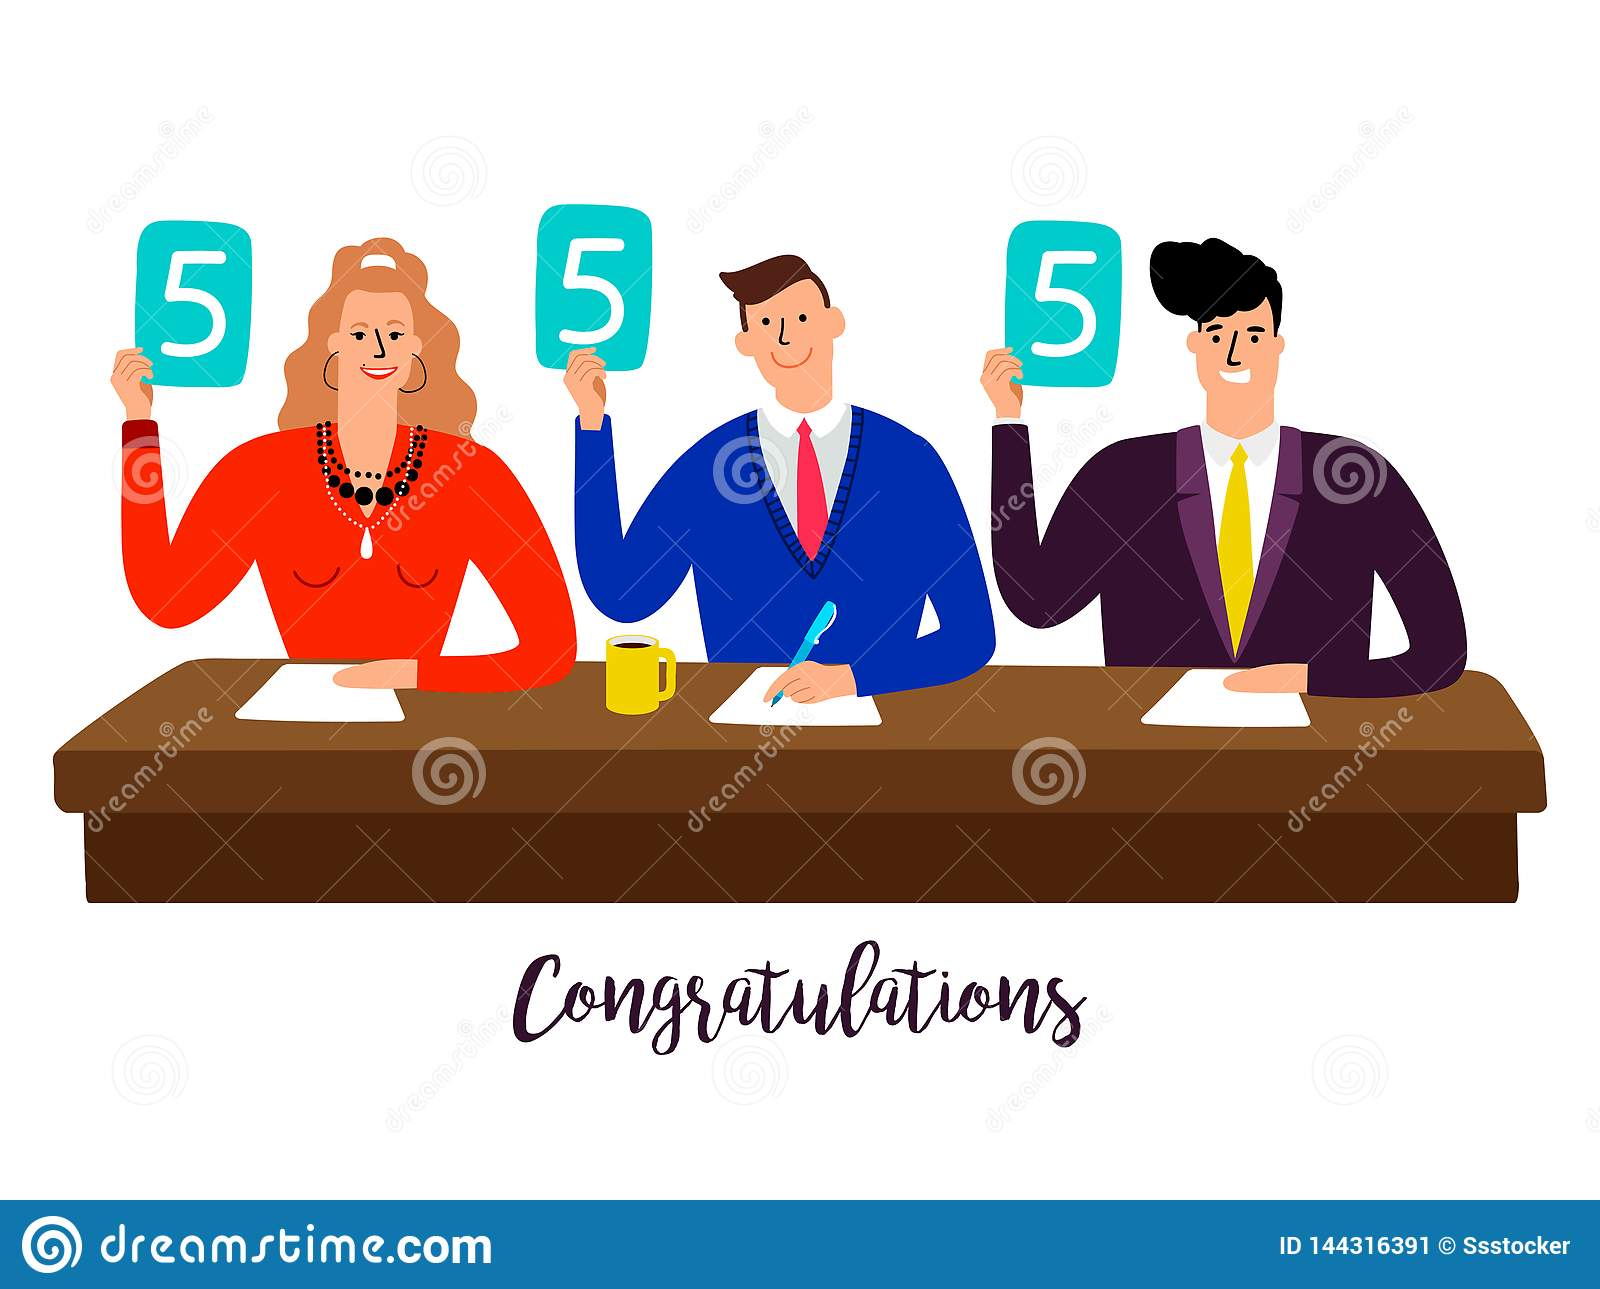 5 5 5
Congratulations
dreamstime.com
ID 144316391 © Ssstocker